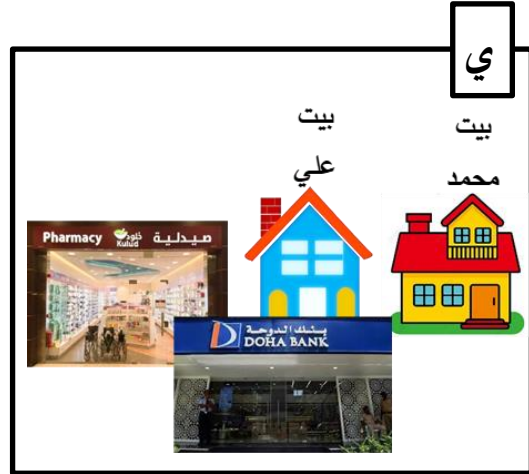 ي
بيت
محمد
بيت
علي
صيدلية خلود Kulud Pharmacy
بنك الدوحة
DOHA BANK